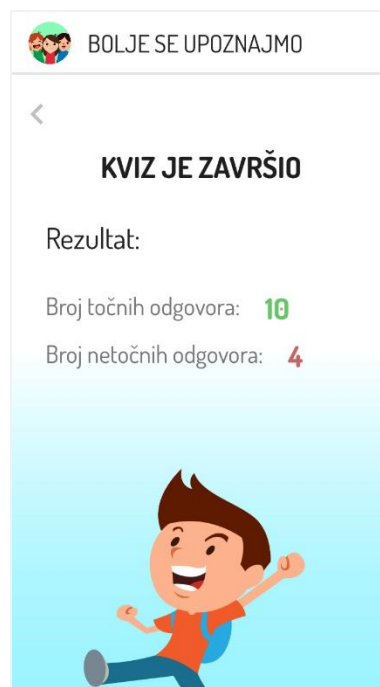 BOLJE SE UPOZNAJMO
KVIZ JE ZAVRŠIO
Rezultat:
Broj točnih odgovora: 10
Broj netočnih odgovora: 4